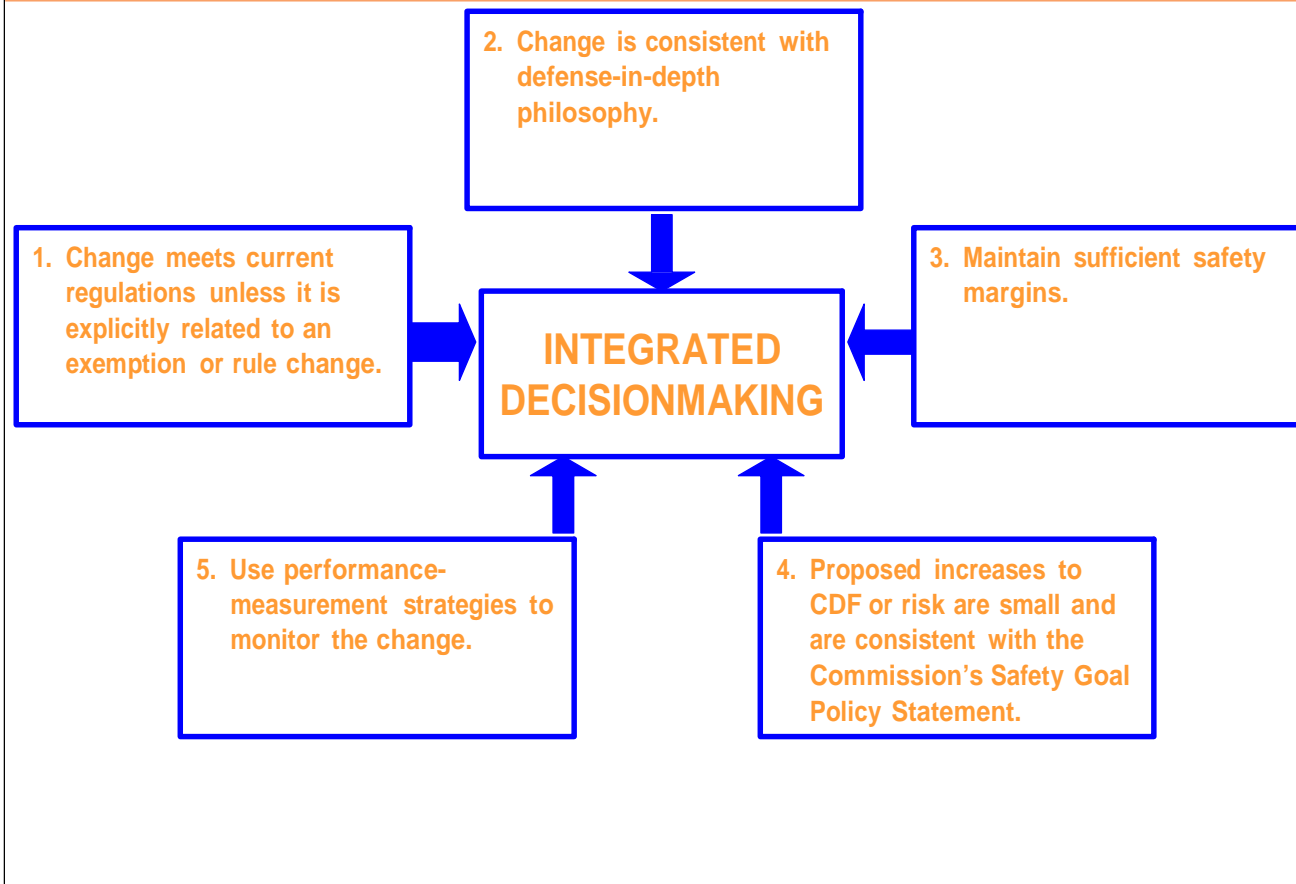 2. Change is consistent with
defense-in-depth
philosophy.
1. Change meets current
regulations unless it is
explicitly related to an
exemption or rule change.
3. Maintain sufficient safety
margins.
INTEGRATED
DECISIONMAKING
5. Use performance-
measurement strategies to
monitor the change.
4. Proposed increases to
CDF or risk are small and
are consistent with the
Commission’s Safety Goal
Policy Statement.